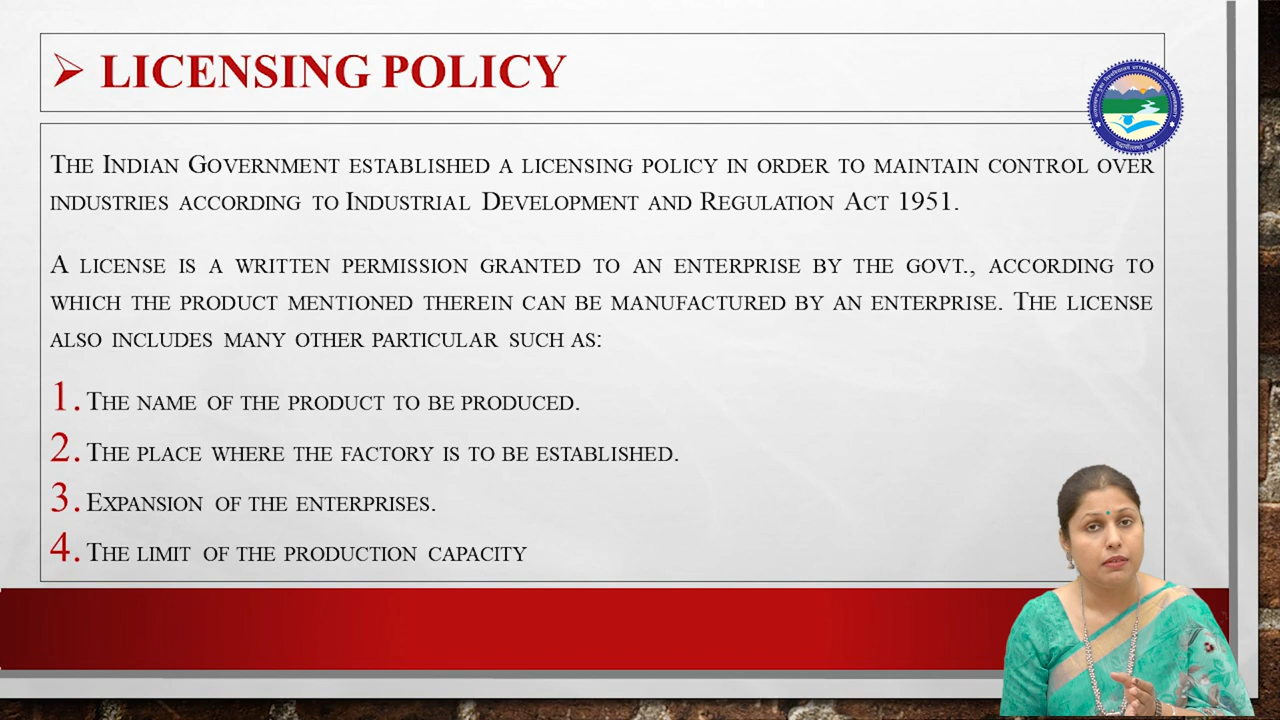 ➢ LICENSING POLICY
THE INDIAN GOVERNMENT ESTABLISHED A LICENSING POLICY IN ORDER TO MAINTAIN CONTROL OVER
INDUSTRIES ACCORDING TO INDUSTRIAL DEVELOPMENT AND REGULATION ACT 1951.
A LICENSE IS A WRITTEN PERMISSION GRANTED TO AN ENTERPRISE BY THE GOVT., ACCORDING TO
WHICH THE PRODUCT MENTIONED THEREIN CAN BE MANUFACTURED BY AN ENTERPRISE. THE LICENSE
ALSO INCLUDES MANY OTHER PARTICULAR SUCH AS:
1. THE NAME OF THE PRODUCT TO BE PRODUCED.
2. THE PLACE WHERE THE FACTORY IS TO BE ESTABLISHED.
3. EXPANSION OF THE ENTERPRISES.
4. THE LIMIT OF THE PRODUCTION CAPACITY